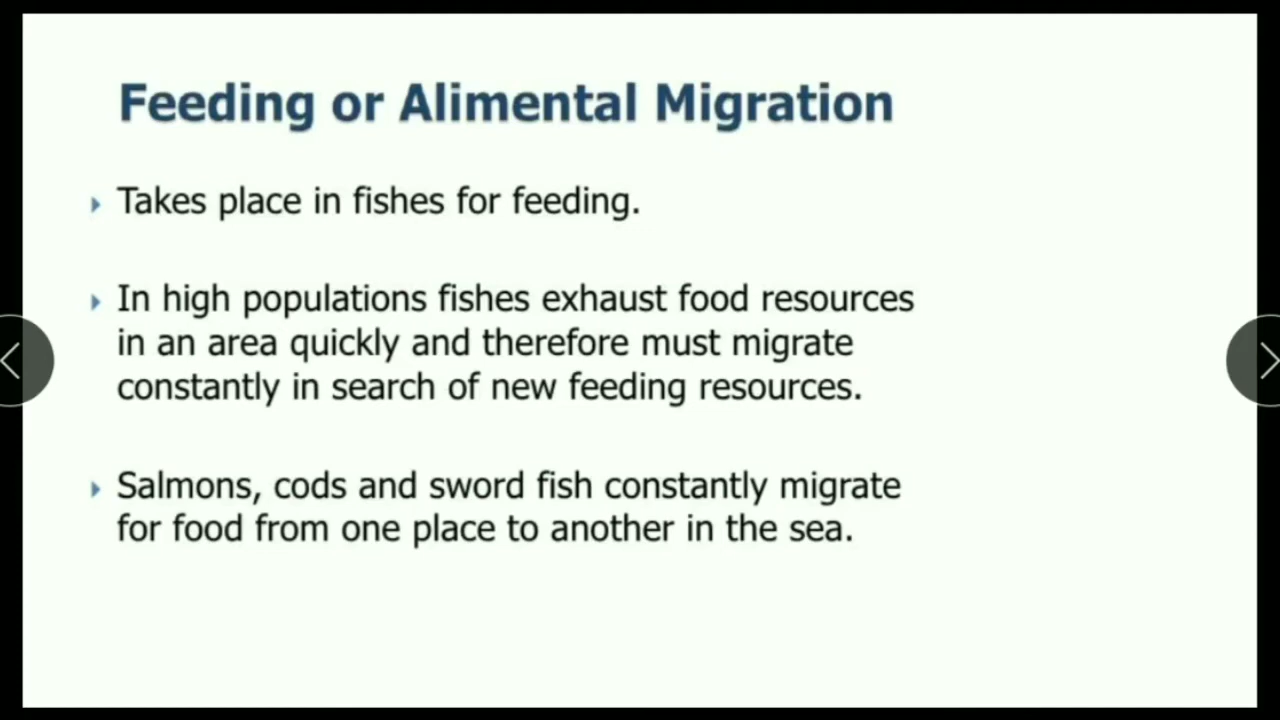 Feeding or Alimental Migration
Takes place in fishes for feeding.
In high populations fishes exhaust food resources
in an area quickly and therefore must migrate
constantly in search of new feeding resources.
Salmons, cods and sword fish constantly migrate
for food from one place to another in the sea.